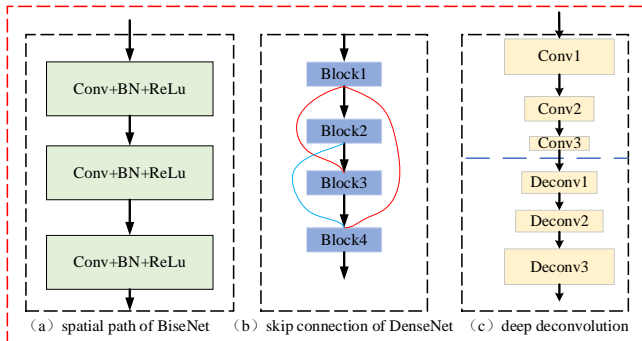 Conv+BN+ReLu
Conv+BN+ReLu
Conv+BN+ReLu
（a）spatial path of BiseNet
Block1
Block2
Block3
Block4
（b）skip connection of DenseNet
Conv1
Conv2
Conv3
Deconv1
Deconv2
Deconv3
（c）deep deconvolution